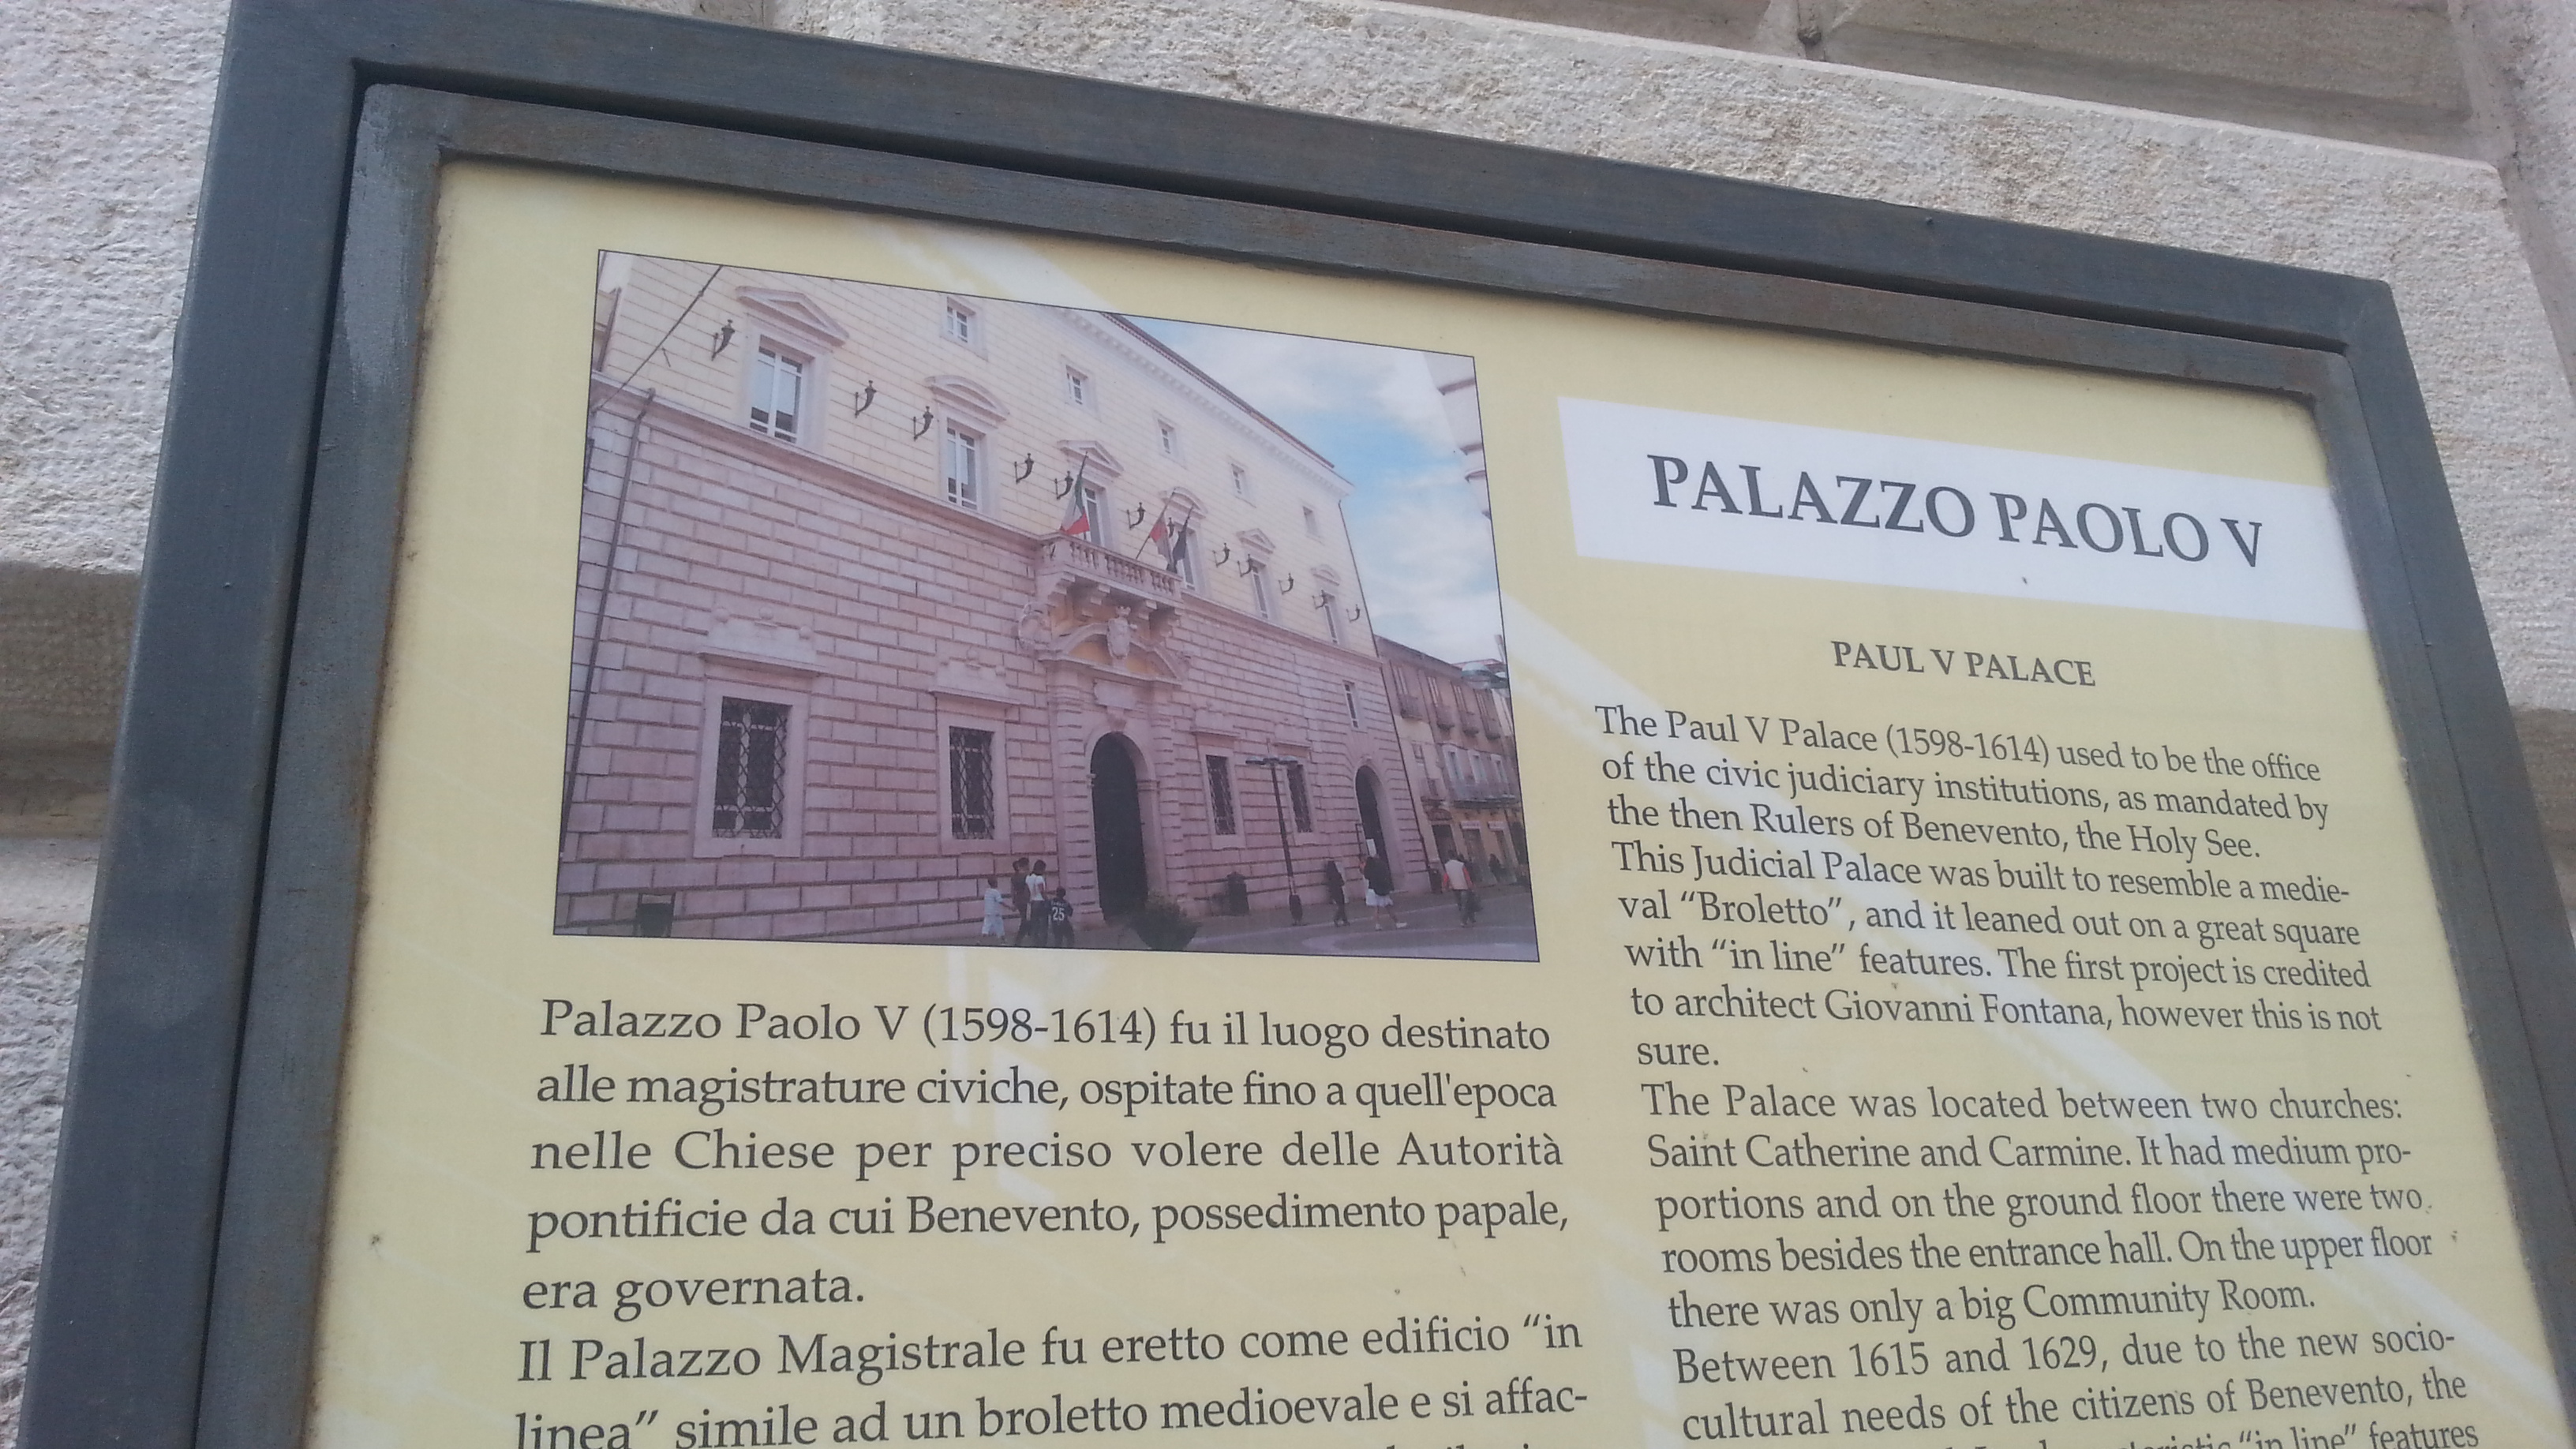 PALAZZO PAOLO V
PAUL V PALACE
The Paul V Palace (1598-1614) used to be the office
of the civic judiciary institutions, as mandated by
the then Rulers of Benevento, the Holy See.
This Judicial Palace was built to resemble a medie-
val “Broletto”, and it leaned out on a great square
with “in line” features. The first project is credited
to architect Giovanni Fontana, however this is not
sure.
The Palace was located between two churches:
Saint Catherine and Carmine. It had medium pro-
portions and on the ground floor there were two
rooms besides the entrance hall. On the upper floor
there was only a big Community Room.
Between 1615 and 1629, due to the new socio-
cultural needs of the citizens of Benevento, the
“in line” features
25
Palazzo Paolo V (1598-1614) fu il luogo destinato
alle magistrature civiche, ospitate fino a quell'epoca
nelle Chiese per preciso volere delle Autorità
pontificie da cui Benevento, possedimento papale,
era governata.
Il Palazzo Magistrale fu eretto come edificio “in
linea” simile ad un broletto medioevale e si affac-